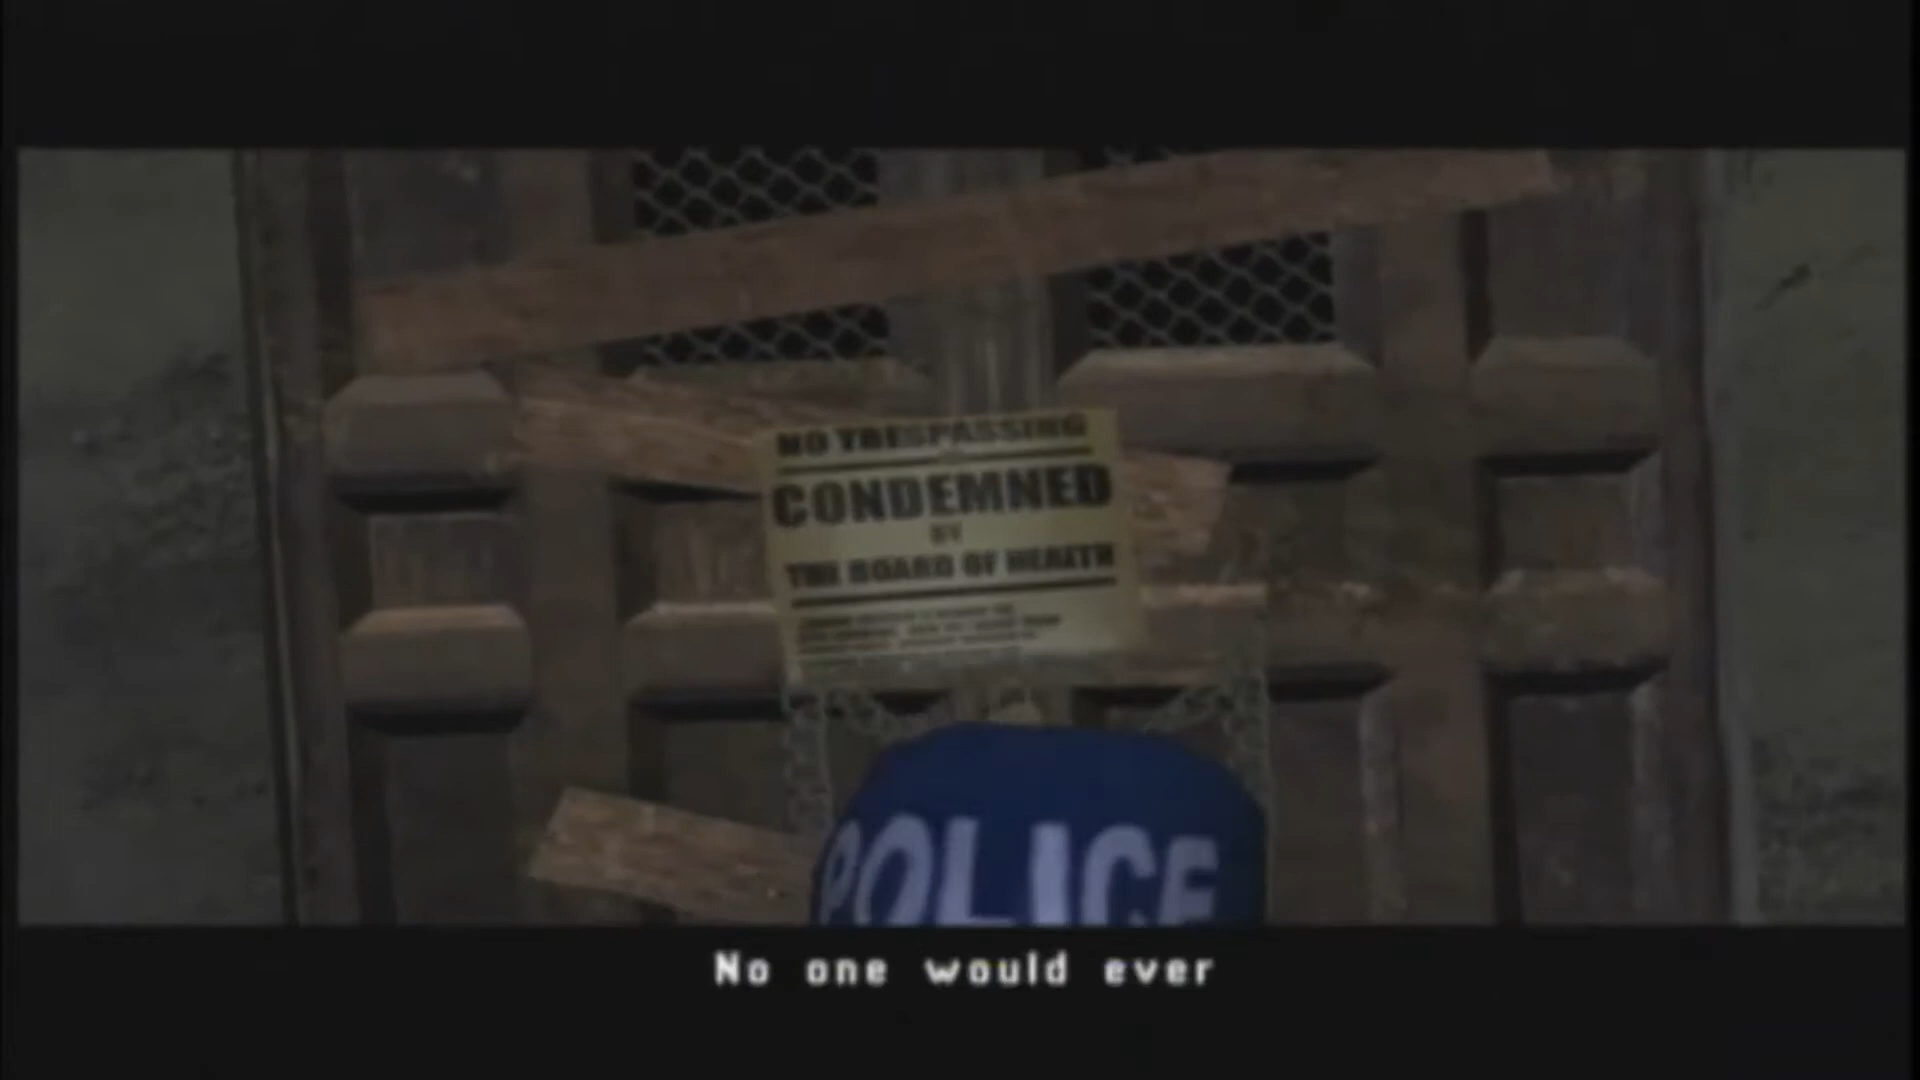 NO TRESPASSING
CONDEMNED
BY
THE BOARD OF HEALTH
POLICE
No one would ever